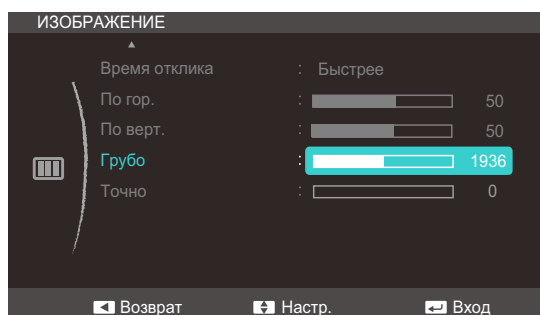 ИЗОБРАЖЕНИЕ
Время отклика : Быстрее
По гор. : 50
По верт. : 50
Грубо : 1936
Точно : 0
Возврат Настр. Вход